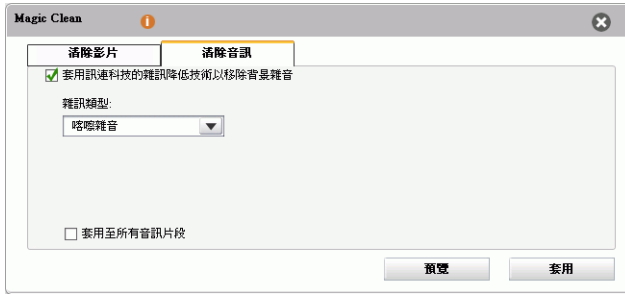 Magic Clean
清除影片
清除音訊
套用訊連科技的雜訊降低技術以移除背景雜音
雜訊類型:
喀嚓雜音
套用至所有音訊片段
預覽
套用